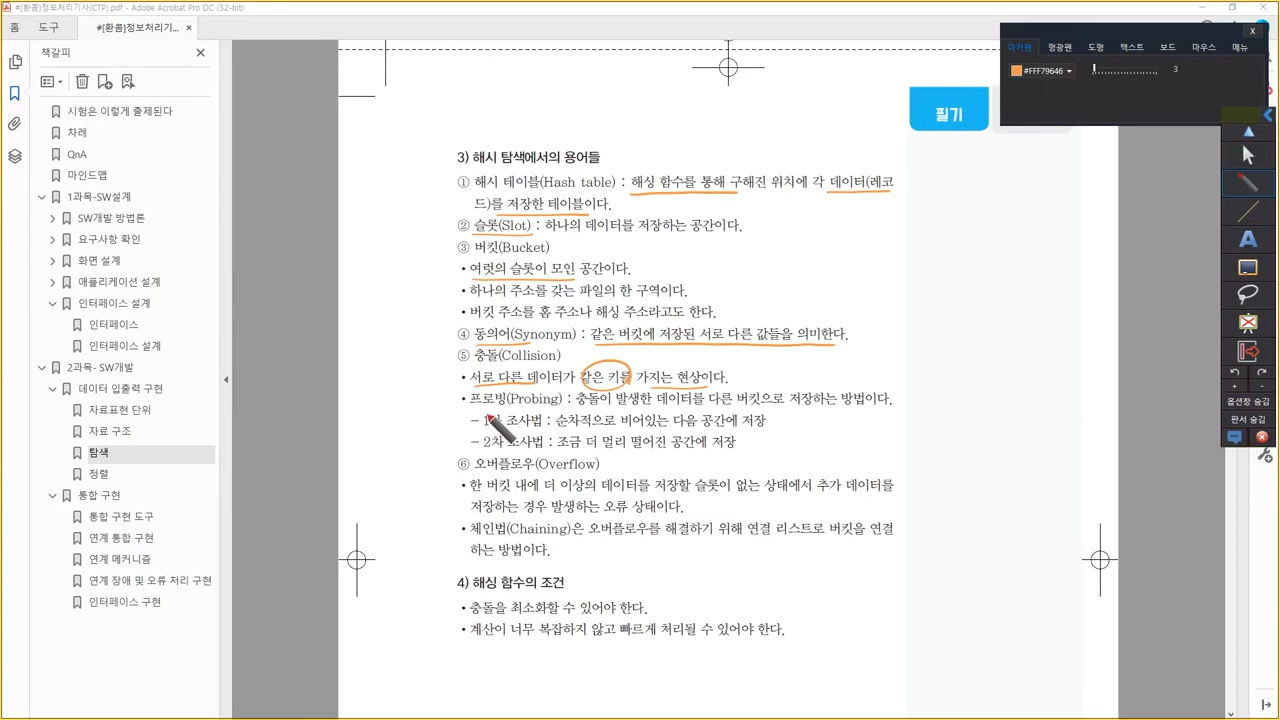 #[환콩]정보처리기사(CTP).pdf - Adobe Acrobat Pro DC (32-bit)
홈 도구 #[환콩]정보처리기... ×
책갈피
시험은 이렇게 출제된다
차례
QnA
마인드맵
1과목-SW설계
SW개발 방법론
요구사항 확인
화면 설계
애플리케이션 설계
인터페이스 설계
인터페이스
인터페이스 설계
2과목- SW개발
데이터 입출력 구현
자료표현 단위
자료 구조
탐색
정렬
통합 구현
통합 구현 도구
연계 통합 구현
연계 메커니즘
연계 장애 및 오류 처리 구현
인터페이스 구현
필기
3) 해시 탐색에서의 용어들
① 해시 테이블(Hash table) : 해싱 함수를 통해 구해진 위치에 각 데이터(레코
드)를 저장한 테이블이다.
② 슬롯(Slot) : 하나의 데이터를 저장하는 공간이다.
③ 버킷(Bucket)
• 여럿의 슬롯이 모인 공간이다.
• 하나의 주소를 갖는 파일의 한 구역이다.
• 버킷 주소를 홈 주소나 해싱 주소라고도 한다.
④ 동의어(Synonym) : 같은 버킷에 저장된 서로 다른 값들을 의미한다.
⑤ 충돌(Collision)
• 서로 다른 데이터가 같은 키를 가지는 현상이다.
• 프로빙(Probing) : 충돌이 발생한 데이터를 다른 버킷으로 저장하는 방법이다.
- 1차 조사법 : 순차적으로 비어있는 다음 공간에 저장
- 2차 조사법 : 조금 더 멀리 떨어진 공간에 저장
⑥ 오버플로우(Overflow)
• 한 버킷 내에 더 이상의 데이터를 저장할 슬롯이 없는 상태에서 추가 데이터를
저장하는 경우 발생하는 오류 상태이다.
• 체인법(Chaining)은 오버플로우를 해결하기 위해 연결 리스트로 버킷을 연결
하는 방법이다.
4) 해싱 함수의 조건
• 충돌을 최소화할 수 있어야 한다.
• 계산이 너무 복잡하지 않고 빠르게 처리될 수 있어야 한다.
X
마커펜 형광펜 도형 텍스트 보드 마우스 메뉴
#FFF79646 3
옵션창 숨김
판서 숨김